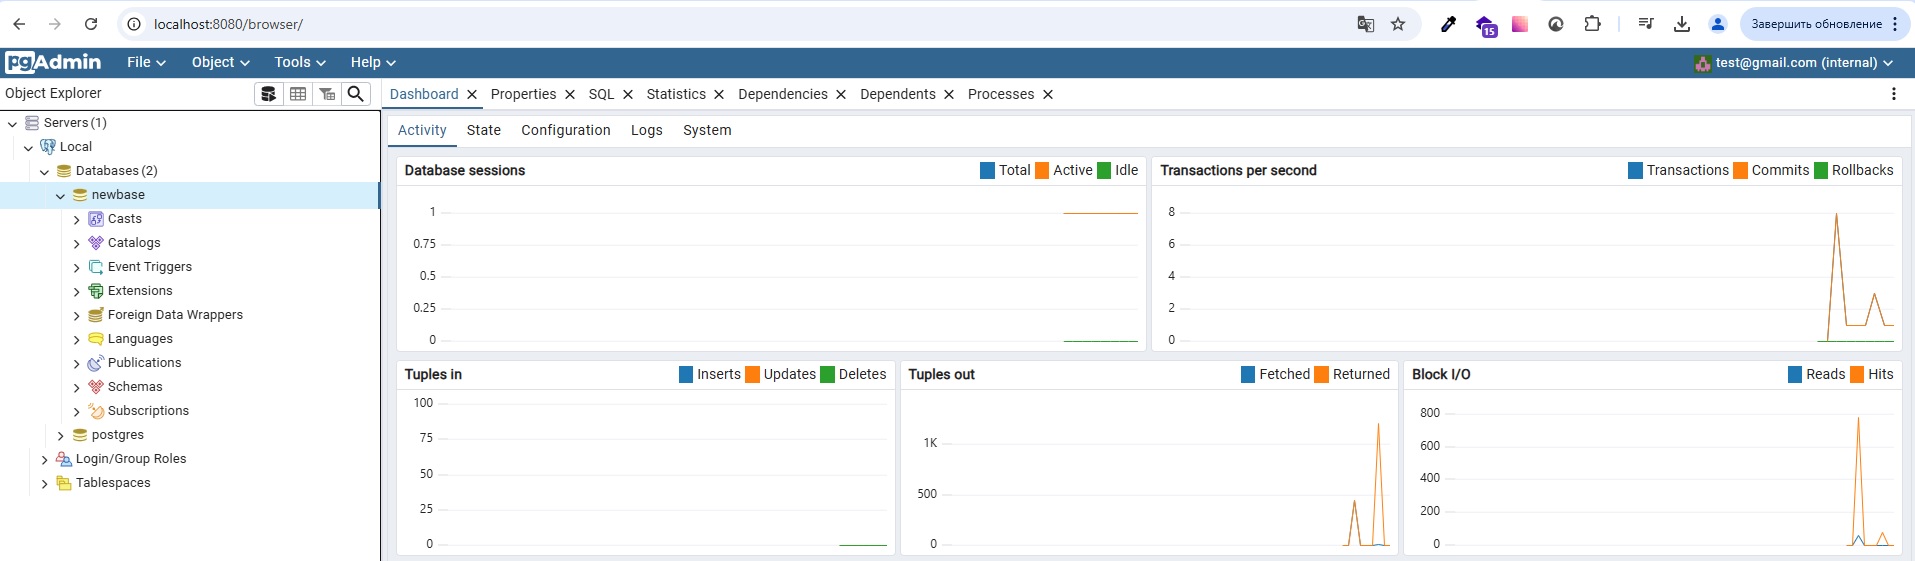 localhost:8080/browser/
15
Завершить обновление
pgAdmin File Object Tools Help test@gmail.com (internal)
Object Explorer
Dashboard Properties SQL Statistics Dependencies Dependents Processes
Servers (1)
Local
Databases (2)
newbase
Casts
Catalogs
Event Triggers
Extensions
Foreign Data Wrappers
Languages
Publications
Schemas
Subscriptions
postgres
Login/Group Roles
Tablespaces
Activity State Configuration Logs System
Database sessions Total Active Idle
1
0.75
0.5
0.25
0
Transactions per second Transactions Commits Rollbacks
8
6
4
2
0
Tuples in Inserts Updates Deletes
100
75
50
25
0
Tuples out Fetched Returned
1K
500
0
Block I/O Reads Hits
800
600
400
200
0